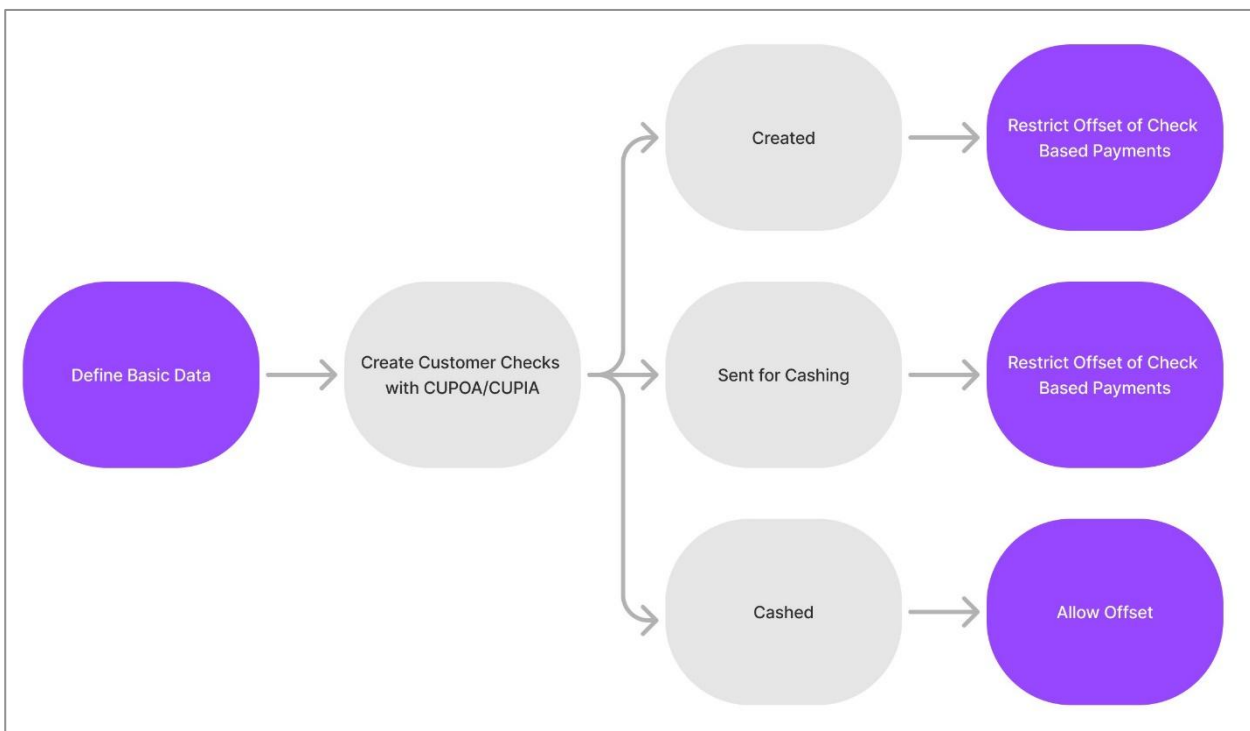 Define Basic Data
Create Customer Checks
with CUPOA/CUPIA
Created
Restrict Offset of Check
Based Payments
Sent for Cashing
Restrict Offset of Check
Based Payments
Cashed
Allow Offset